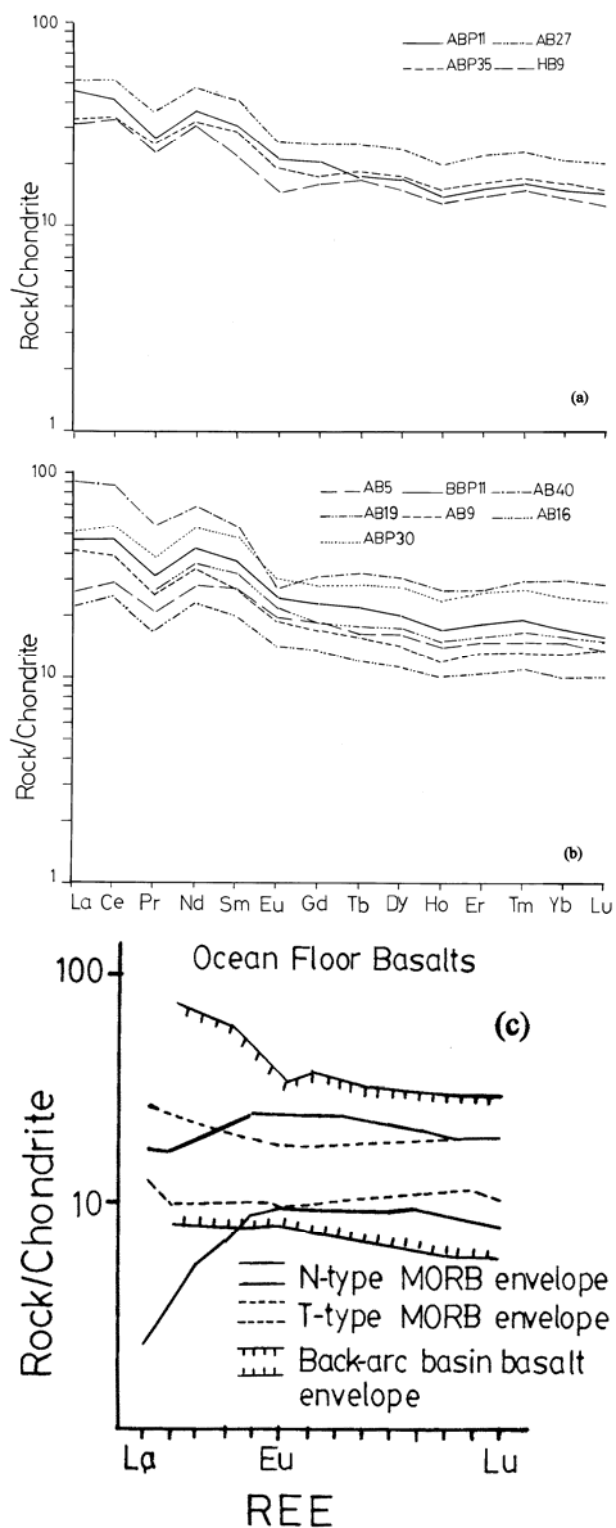 100
ABP11 AB27
ABP35 HB9
Rock/Chondrite
10
(a)
1
100
AB5 BBP11 AB40
AB19 AB9 AB16
ABP30
Rock/Chondrite
10
(b)
1
La Ce Pr Nd Sm Eu Gd Tb Dy Ho Er Tm Yb Lu
Ocean Floor Basalts
100
(c)
Rock/Chondrite
10
N-type MORB envelope
T-type MORB envelope
Back-arc basin basalt
envelope
La Eu Lu
REE